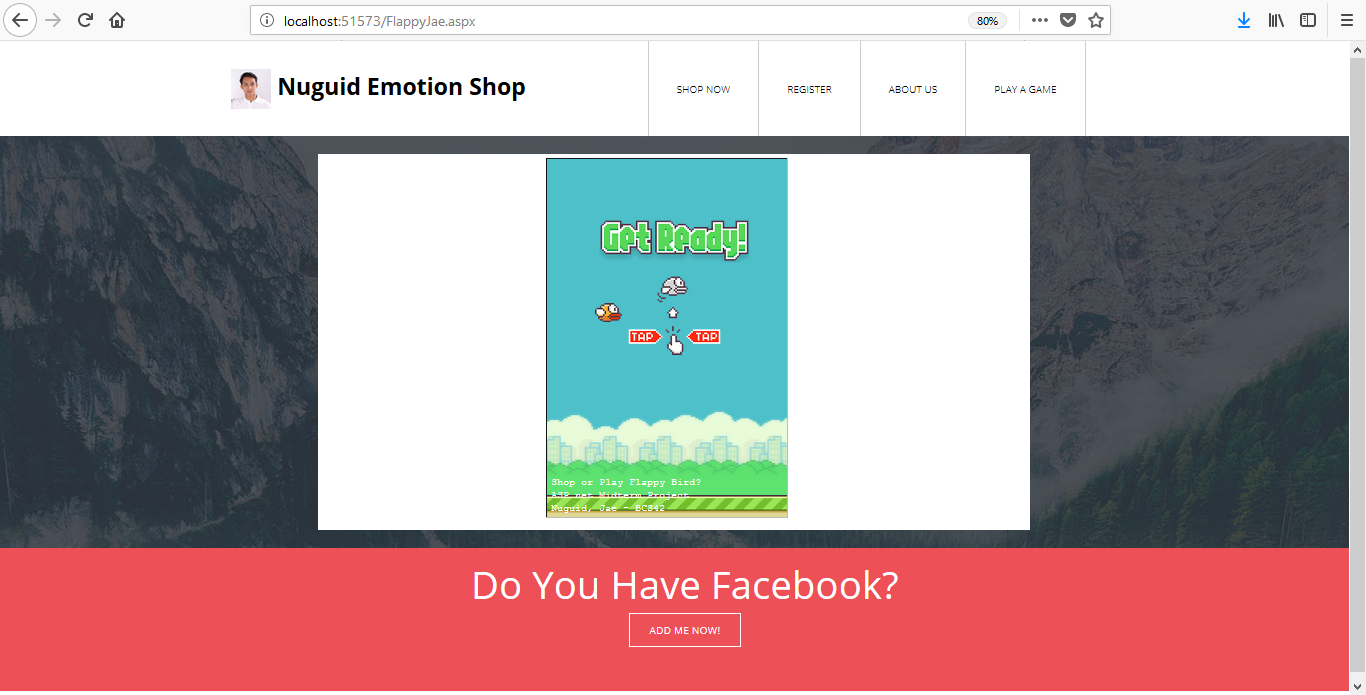 localhost:51573/FlappyJae.aspx
80%
Nuguid Emotion Shop
SHOP NOW
REGISTER
ABOUT US
PLAY A GAME
Get Ready!
TAP
TAP
Shop or Play Flappy Bird?
ASP.net Midterm Project
Nuguid, Jae - BCS42
Do You Have Facebook?
ADD ME NOW!